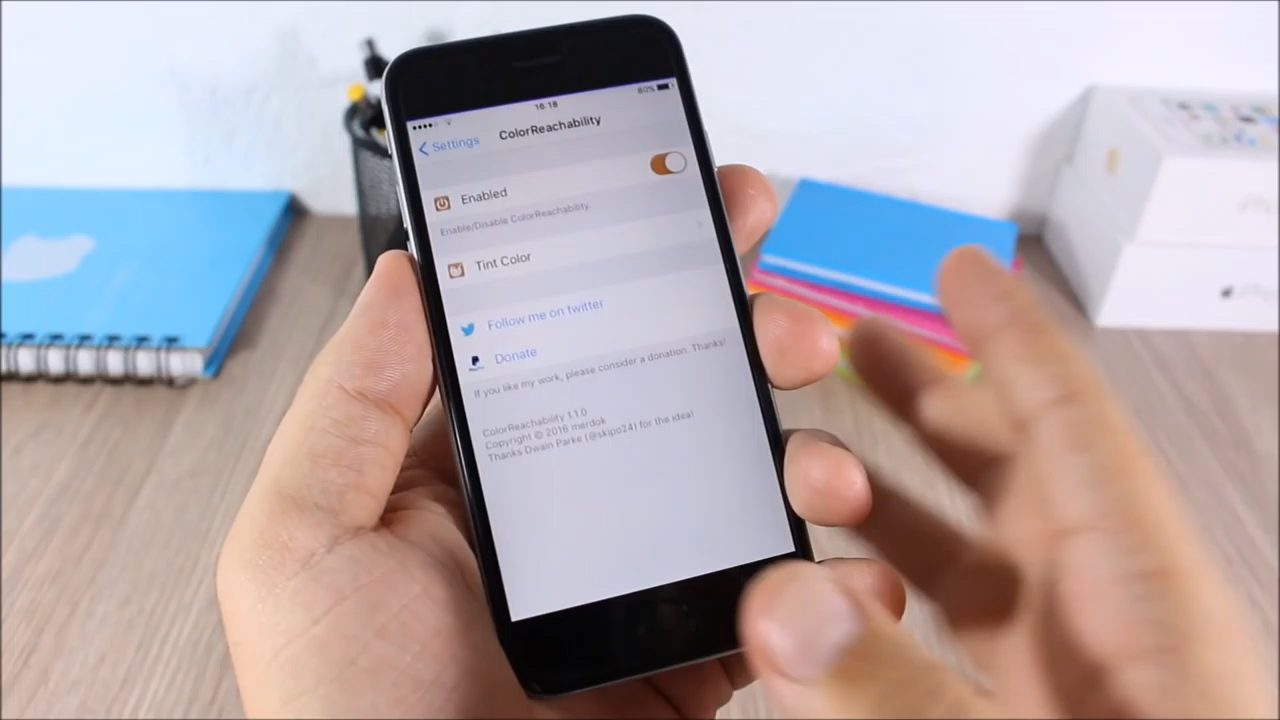 16:18
80%
Settings
ColorReachability
Enabled
Enable/Disable ColorReachability.
Tint Color
Follow me on twitter
Donate
If you like my work, please consider a donation. Thanks!
ColorReachability 1.1.0
Copyright © 2016 merdok
Thanks Dwain Parke (@skipo24) for the idea!